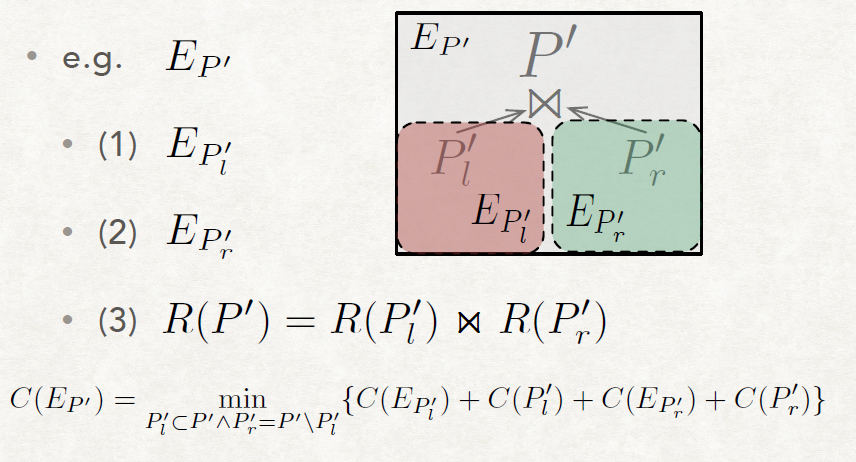 • e.g. E_{P′}
E_{P′}
P′
⋈
P′_l
P′_r
E_{P′_l}
E_{P′_r}
• (1) E_{P′_l}
• (2) E_{P′_r}
• (3) R(P′) = R(P′_l) ⋈ R(P′_r)
C(E_{P′}) = min_{P′_l⊂P′∧P′_r=P′\P′_l} {C(E_{P′_l}) + C(P′_l) + C(E_{P′_r}) + C(P′_r)}